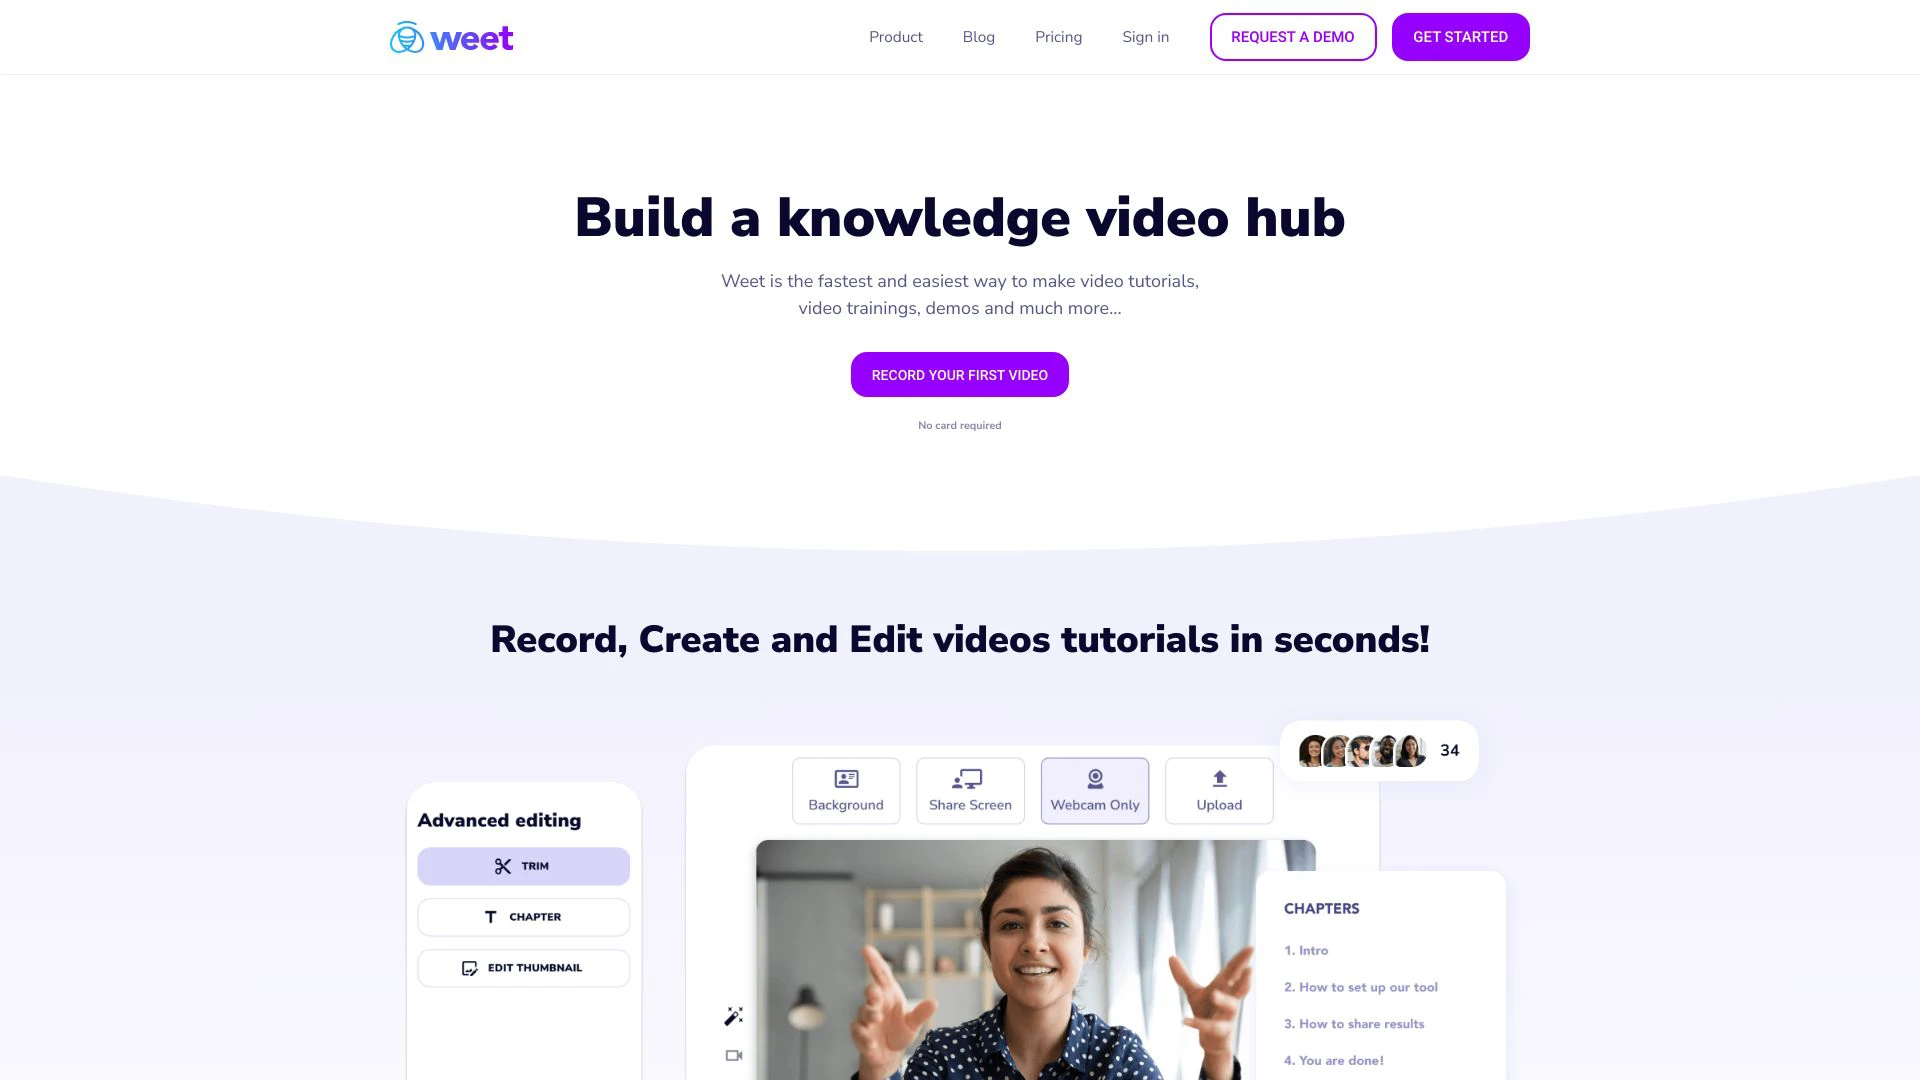 weet
Product
Blog
Pricing
Sign in
REQUEST A DEMO
GET STARTED
Build a knowledge video hub
Weet is the fastest and easiest way to make video tutorials,
video trainings, demos and much more...
RECORD YOUR FIRST VIDEO
No card required
Record, Create and Edit videos tutorials in seconds!
34
Background
Share Screen
Webcam Only
Upload
Advanced editing
TRIM
CHAPTER
EDIT THUMBNAIL
CHAPTERS
1. Intro
2. How to set up our tool
3. How to share results
4. You are done!